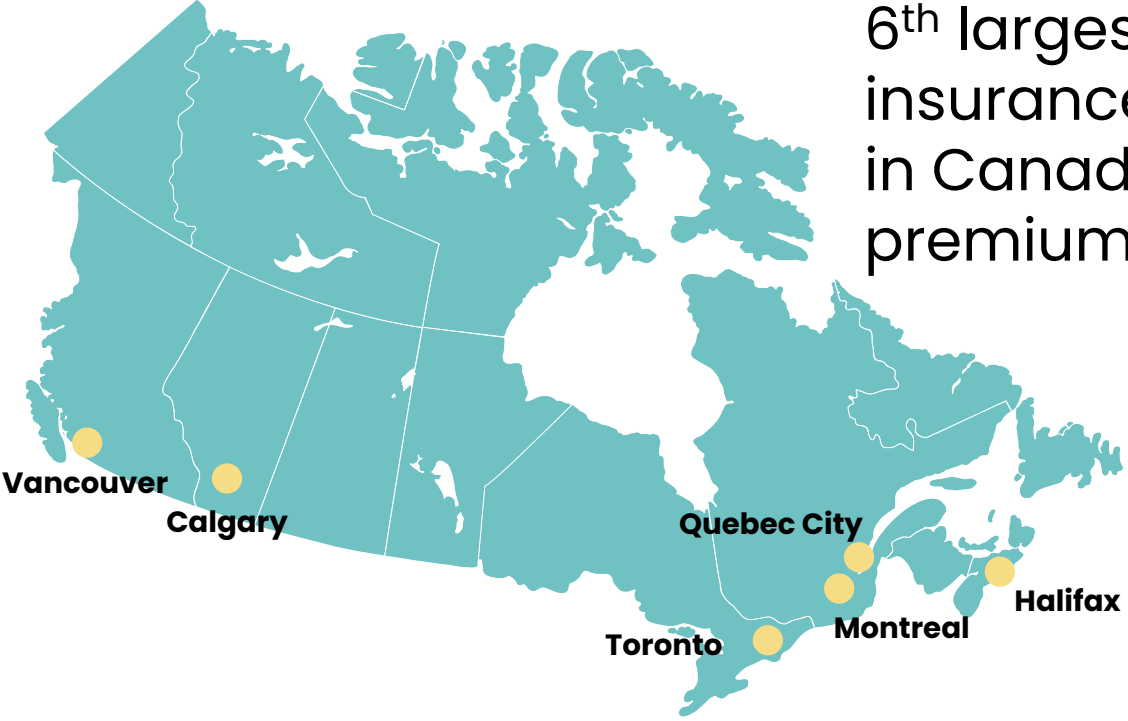 6th larges
insurance
in Canad
premium
Vancouver
Calgary
Quebec City
Halifax
Montreal
Toronto